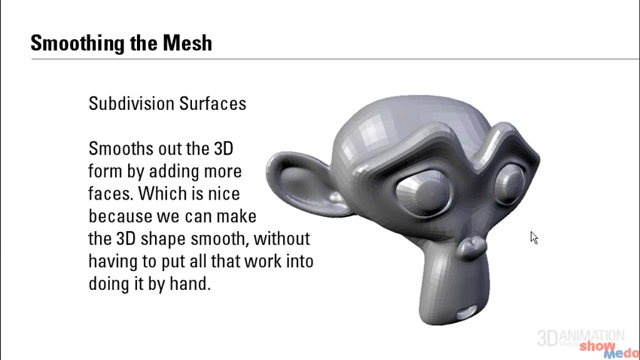 Smoothing the Mesh
Subdivision Surfaces
Smooths out the 3D
form by adding more
faces. Which is nice
because we can make
the 3D shape smooth, without
having to put all that work into
doing it by hand.
3D ANIMATION
show
Medo